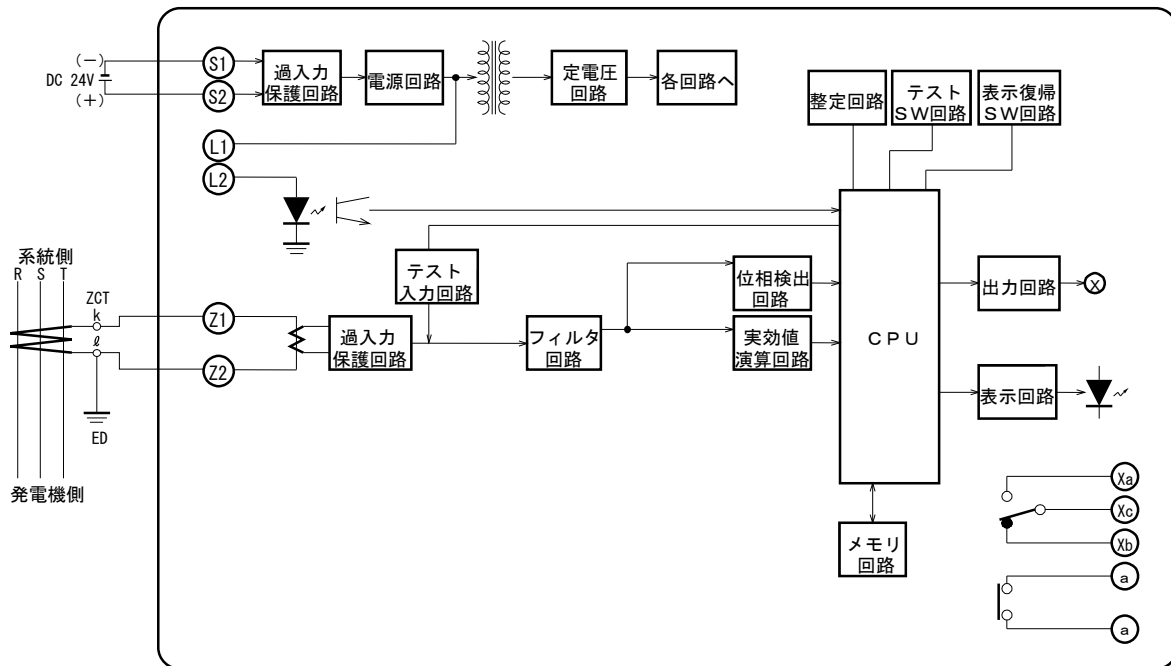 (-)
DC 24V
(+)
S1
S2
過入力
保護回路
電源回路
定電圧
回路
各回路へ
整定回路
テスト
SW回路
表示復帰
SW回路
L1
L2
テスト
入力回路
系統側
R S T
ZCT
k
ℓ
ED
発電機側
Z1
Z2
過入力
保護回路
フィルタ
回路
位相検出
回路
実効値
演算回路
CPU
出力回路
X
表示回路
メモリ
回路
Xa
Xc
Xb
a
a